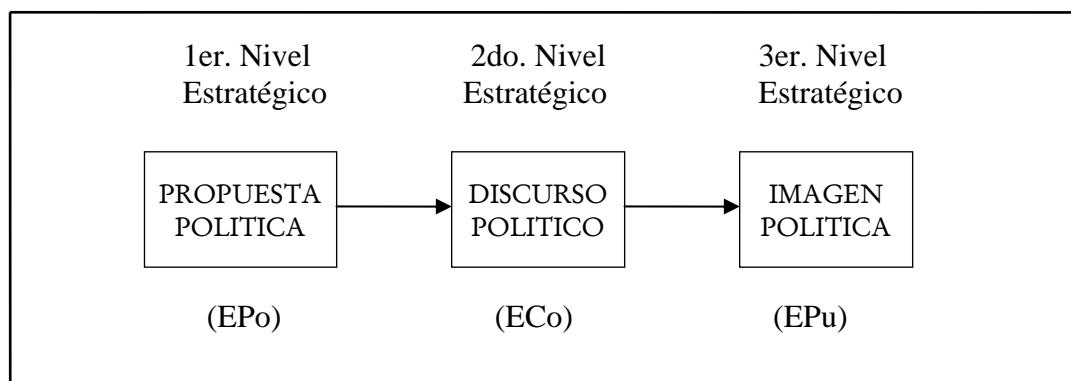 1er. Nivel
Estratégico
2do. Nivel
Estratégico
3er. Nivel
Estratégico
PROPUESTA
POLITICA
DISCURSO
POLITICO
IMAGEN
POLITICA
(EPo)
(ECo)
(EPu)